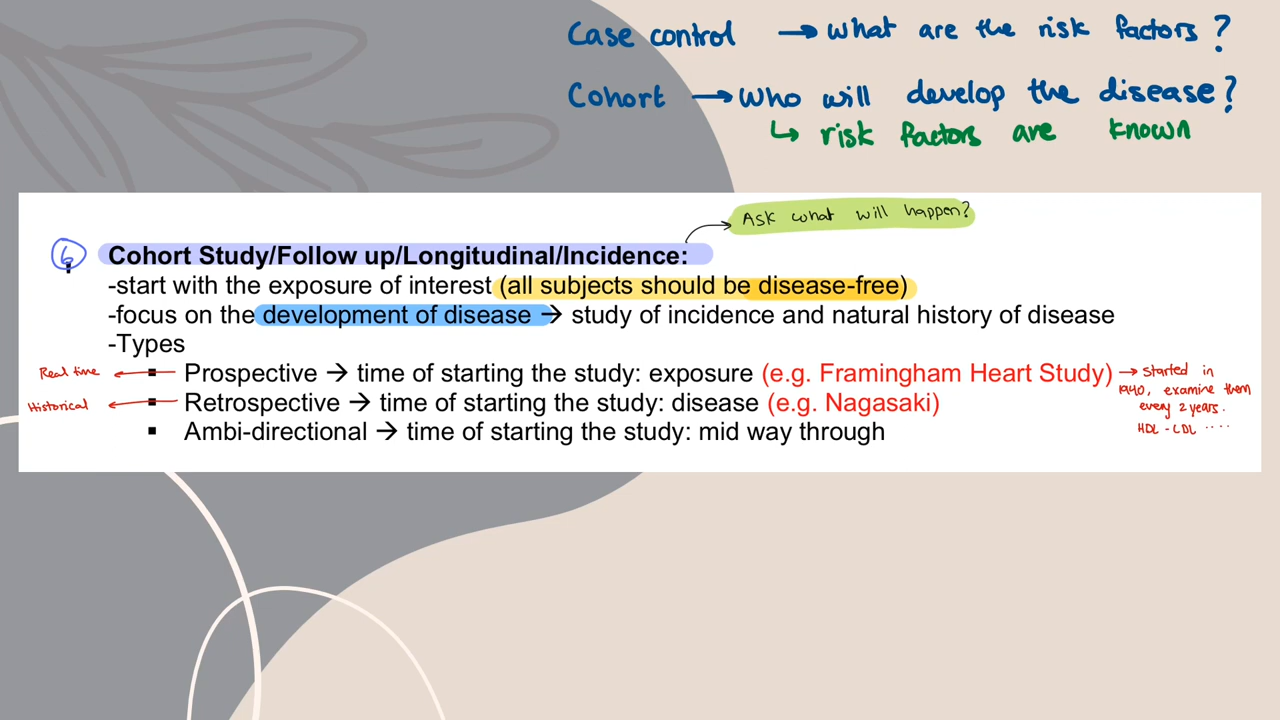 Case control → what are the risk factors?
Cohort → Who will develop the disease?
↳ risk factors are known
Ask what will happen?
6 Cohort Study/Follow up/Longitudinal/Incidence:
-start with the exposure of interest (all subjects should be disease-free)
-focus on the development of disease → study of incidence and natural history of disease
-Types
Real time ← ▪ Prospective → time of starting the study: exposure (e.g. Framingham Heart Study) → started in
1940, examine them
Historical ← ▪ Retrospective → time of starting the study: disease (e.g. Nagasaki)
every 2 years.
HDL - LDL ....
▪ Ambi-directional → time of starting the study: mid way through